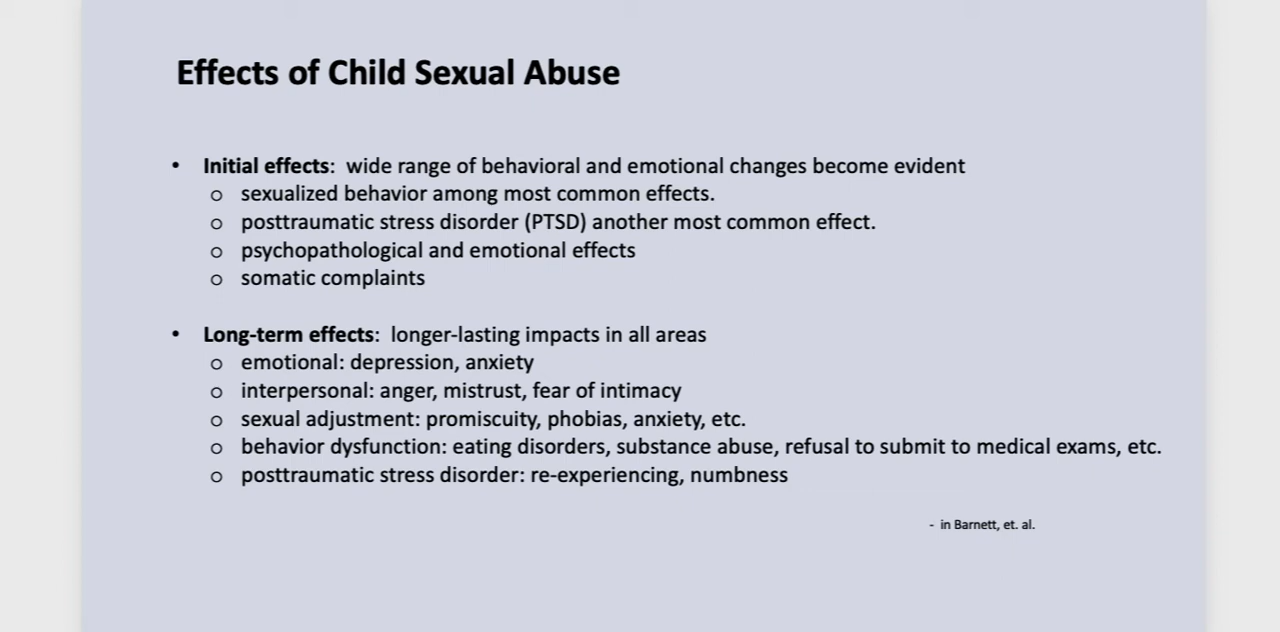 Effects of Child Sexual Abuse
• Initial effects: wide range of behavioral and emotional changes become evident
o sexualized behavior among most common effects.
o posttraumatic stress disorder (PTSD) another most common effect.
o psychopathological and emotional effects
o somatic complaints
• Long-term effects: longer-lasting impacts in all areas
o emotional: depression, anxiety
o interpersonal: anger, mistrust, fear of intimacy
o sexual adjustment: promiscuity, phobias, anxiety, etc.
o behavior dysfunction: eating disorders, substance abuse, refusal to submit to medical exams, etc.
o posttraumatic stress disorder: re-experiencing, numbness
- in Barnett, et. al.